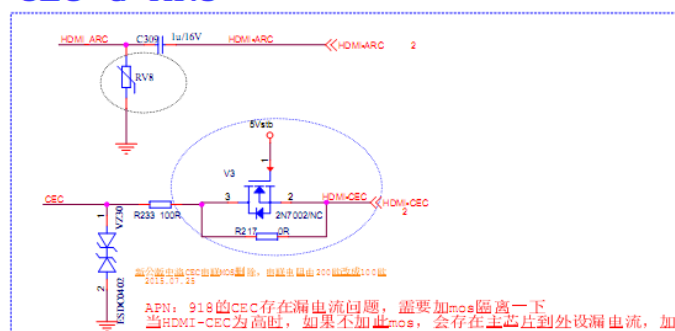 HDMI ARC
C309
1u/16V
HDMI-ARC
HDMI-ARC
2
RV8
5Vstb
1
V3
3
2
CEC
HDMI-CEC
HDMI-CEC
2
R233 100R
2N7002/NC
R217
0R
1
VZ30
2
ESDC0402
2015.07.23
APN: 918的CEC存在漏电流问题，需要加mos隔离一下
当HDMI-CEC为高时，如果不加此mos，会存在主芯片到外设漏电流，加